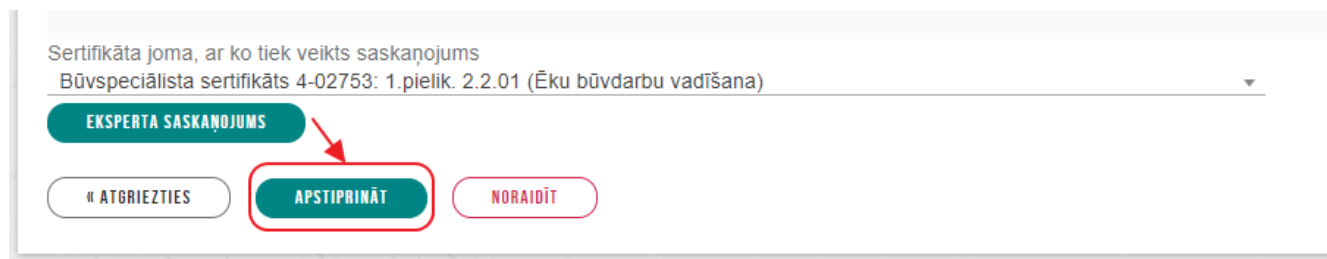 Sertifikāta joma, ar ko tiek veikts saskaņojums
Būvspeciālista sertifikāts 4-02753: 1.pielik. 2.2.01 (Ēku būvdarbu vadīšana)
EKSPERTA SASKAŅOJUMS
« ATGRIEZTIES APSTIPRINĀT NORAIDĪT